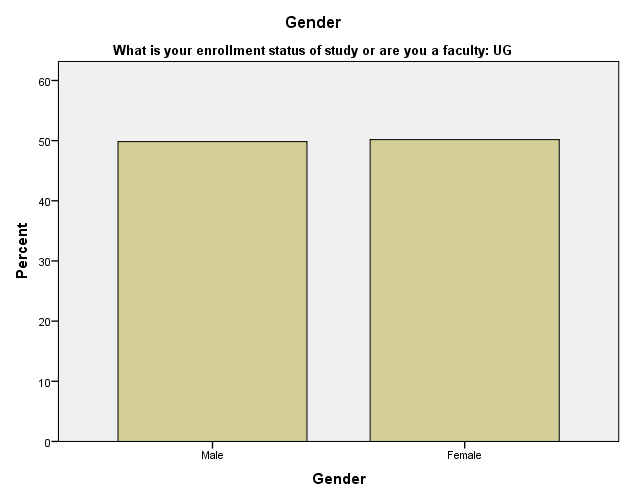 Gender
What is your enrollment status of study or are you a faculty: UG
60
50
40
30
20
10
0
Percent
Male Female
Gender